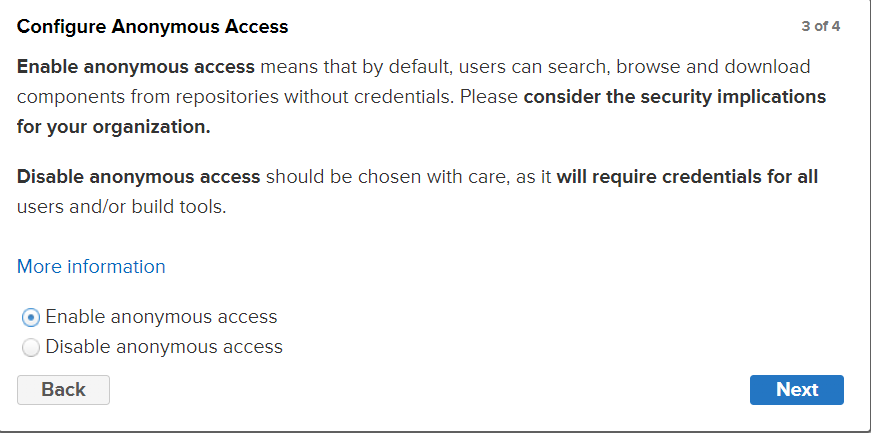 Configure Anonymous Access
3 of 4
Enable anonymous access means that by default, users can search, browse and download
components from repositories without credentials. Please consider the security implications
for your organization.
Disable anonymous access should be chosen with care, as it will require credentials for all
users and/or build tools.
More information
Enable anonymous access
Disable anonymous access
Back
Next